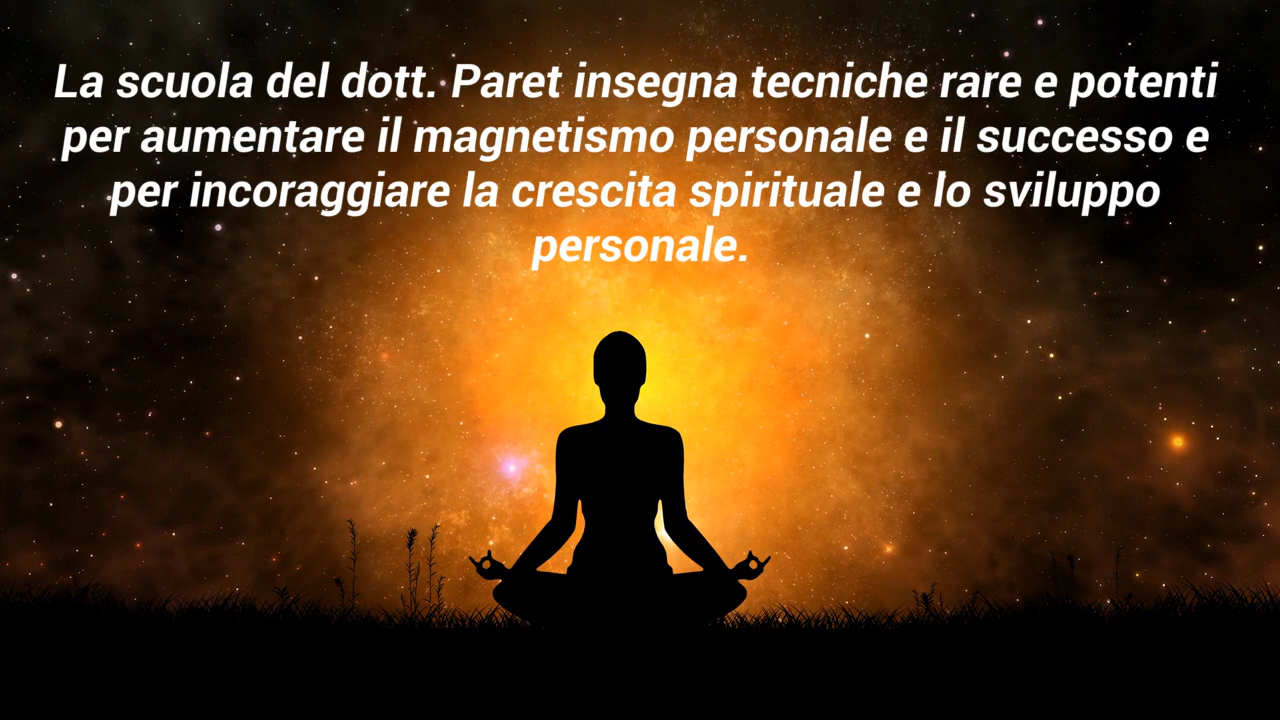 La scuola del dott. Paret insegna tecniche rare e potenti
per aumentare il magnetismo personale e il successo e
per incoraggiare la crescita spirituale e lo sviluppo
personale.